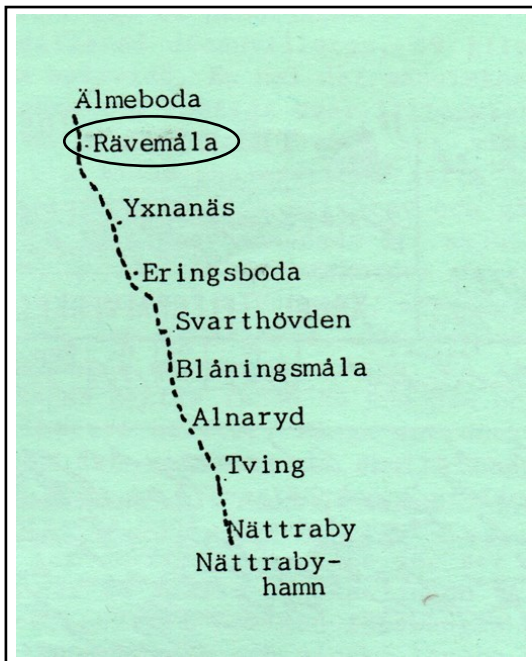 Älmeboda
Rävemåla
Yxnanäs
Eringsboda
Svarthövden
Blåningsmåla
Alnaryd
Tving
Nättraby
Nättraby-
hamn